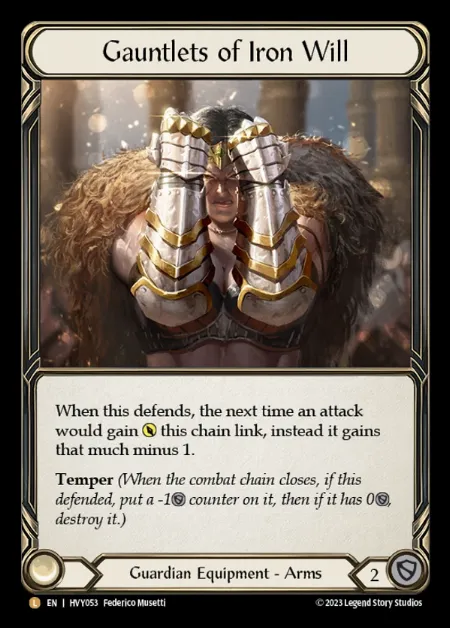 Gauntlets of Iron Will
When this defends, the next time an attack
would gain this chain link, instead it gains
that much minus 1.
Temper (When the combat chain closes, if this
defended, put a -1 counter on it, then if it has 0,
destroy it.)
Guardian Equipment - Arms 2
L EN | HVY053 Federico Musetti © 2023 Legend Story Studios